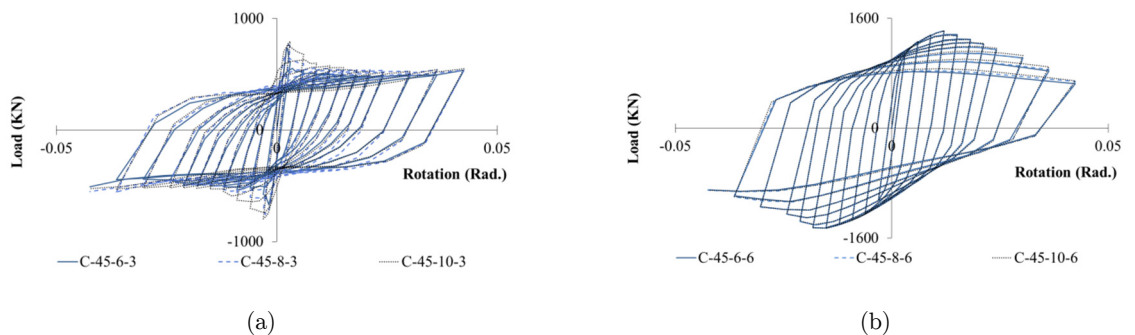 1000
Load (KN)
-0.05
0
0
0.05
Rotation (Rad.)
-1000
C-45-6-3
C-45-8-3
C-45-10-3
(a)
1600
Load (KN)
-0.05
0
0
0.05
Rotation (Rad.)
-1600
C-45-6-6
C-45-8-6
C-45-10-6
(b)